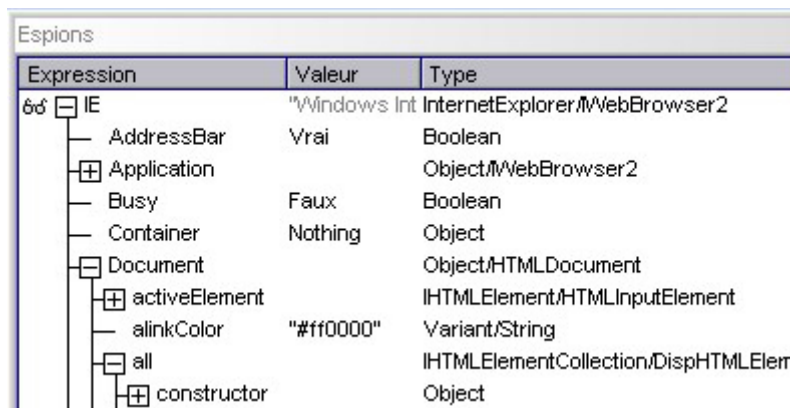 Espions
Expression Valeur Type
IE "Windows Int InternetExplorer/IWebBrowser2
AddressBar Vrai Boolean
Application Object/IWebBrowser2
Busy Faux Boolean
Container Nothing Object
Document Object/HTMLDocument
activeElement IHTMLElement/HTMLInputElement
alinkColor "#ff0000" Variant/String
all IHTMLElementCollection/DispHTMLElem
constructor Object